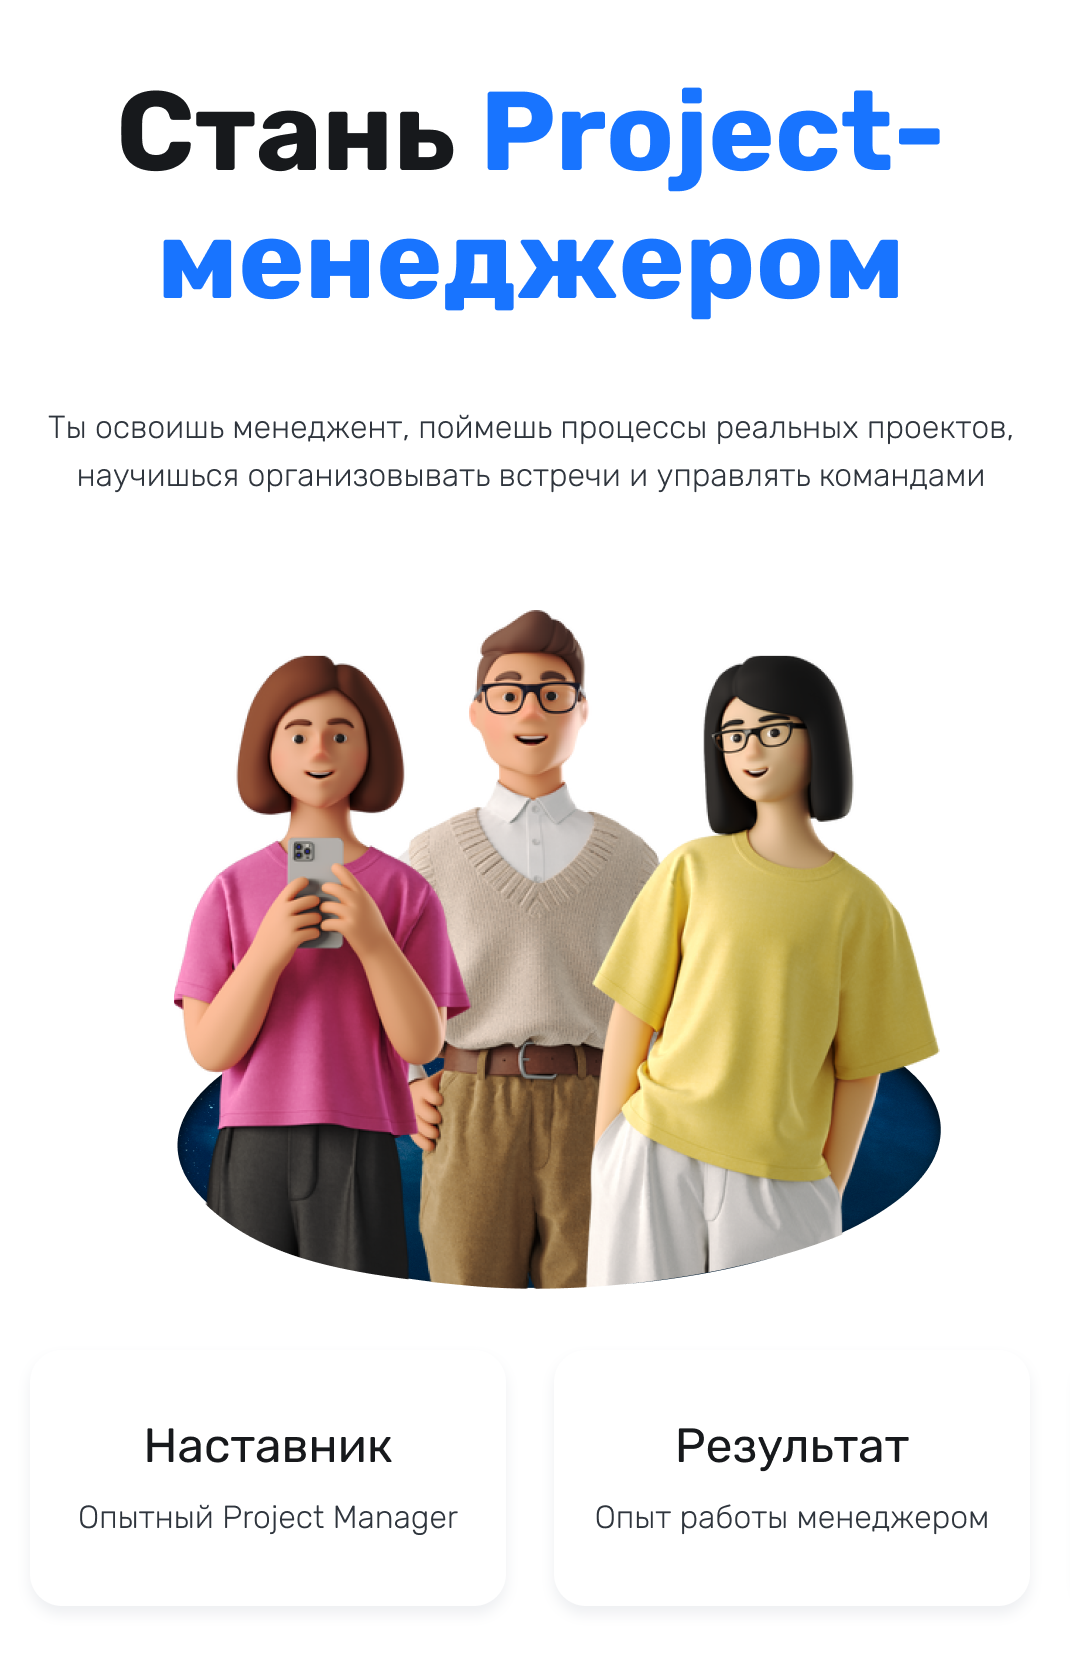 Стань Project-
менеджером
Ты освоишь менеджент, поймешь процессы реальных проектов,
научишься организовывать встречи и управлять командами
Наставник
Опытный Project Manager
Результат
Опыт работы менеджером